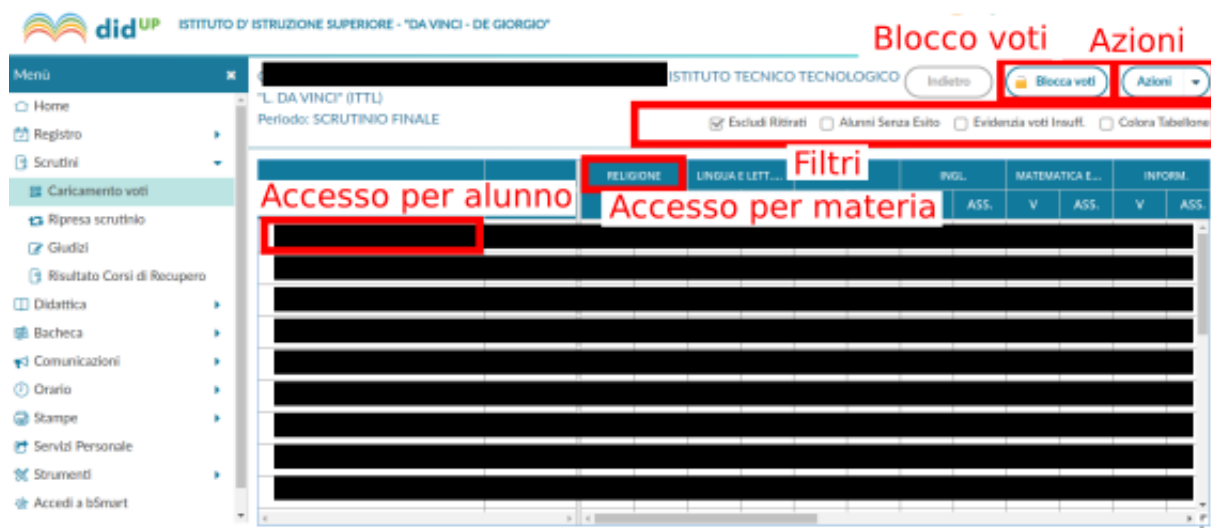 didUP
ISTITUTO D' ISTRUZIONE SUPERIORE - "DA VINCI - DE GIORGIO"
Blocco voti Azioni
Menù
ISTITUTO TECNICO TECNOLOGICO
"L. DA VINCI" (ITTL)
Periodo: SCRUTINIO FINALE
Indietro Blocca voti Azioni
Escludi Ritirati Alunni Senza Esito Evidenzia voti Insuff. Colora Tabellone
Filtri
RELIGIONE LINGUA E LETT.... INGL. MATEMATICA E... INFORM.
Accesso per alunno
Accesso per materia
ASS. V ASS. V ASS.
Home
Registro
Scrutini
Caricamento voti
Ripresa scrutinio
Giudizi
Risultato Corsi di Recupero
Didattica
Bacheca
Comunicazioni
Orario
Stampe
Servizi Personale
Strumenti
Accedi a bSmart